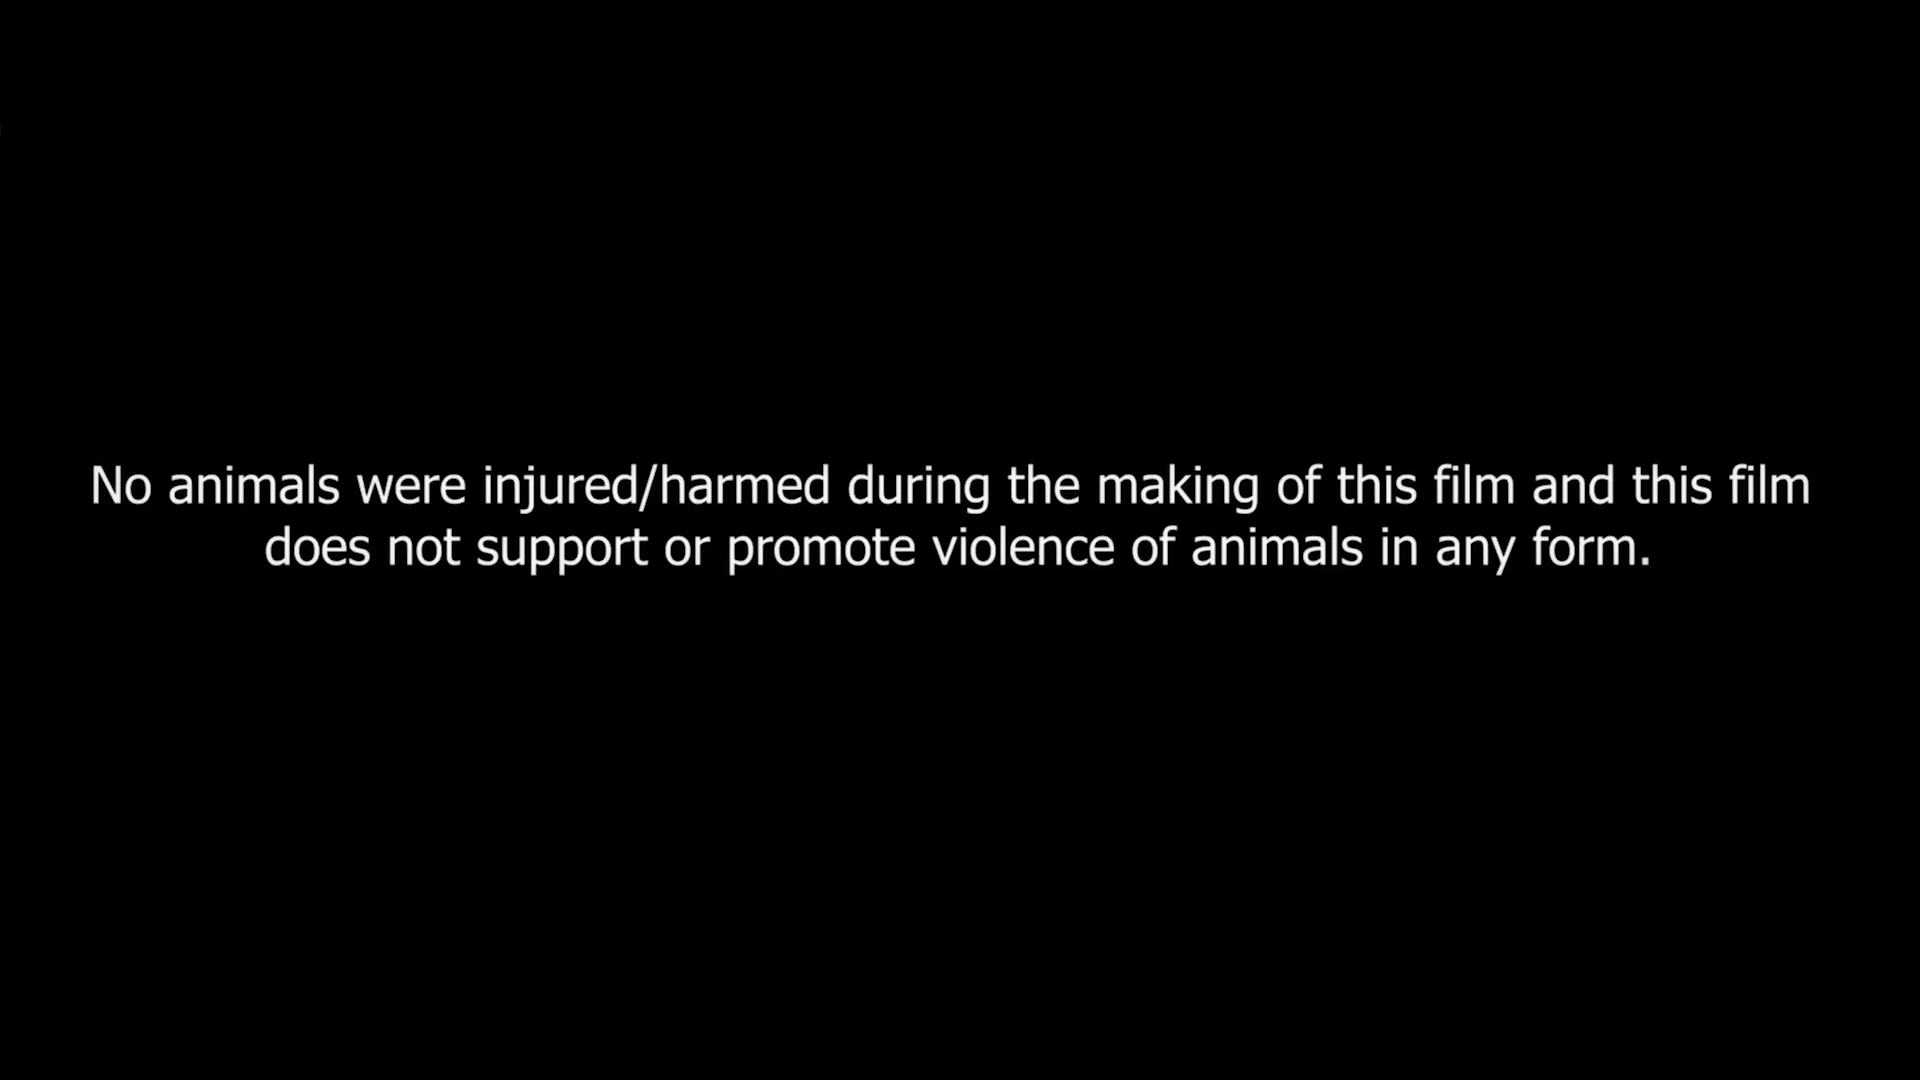 No animals were injured/harmed during the making of this film and this film
does not support or promote violence of animals in any form.